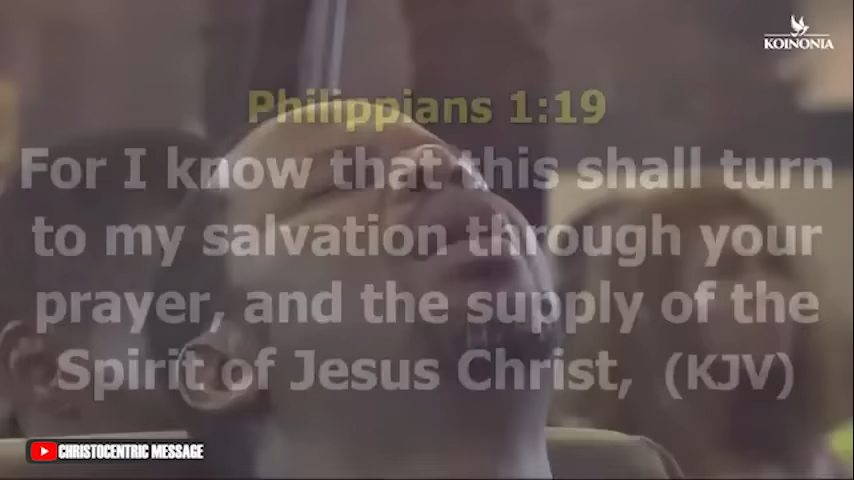 KOINONIA
Philippians 1:19
For I know that this shall turn
to my salvation through your
prayer, and the supply of the
Spirit of Jesus Christ, (KJV)
CHRISTOCENTRIC MESSAGE